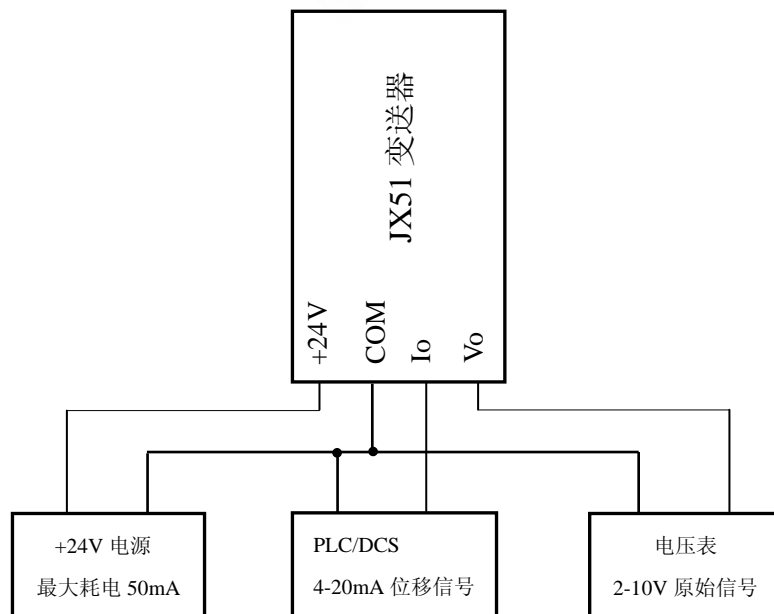 JX51 变送器
+24V
COM
Io
Vo
+24V 电源
最大耗电 50mA
PLC/DCS
4-20mA 位移信号
电压表
2-10V 原始信号